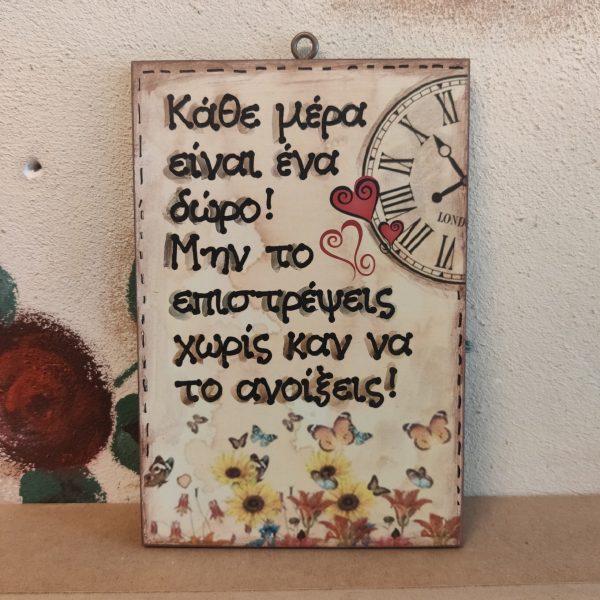 Κάθε μέρα
είναι ένα
δώρο!
Μην το
επιστρέψεις
χωρίς καν να
το ανοίξεις!